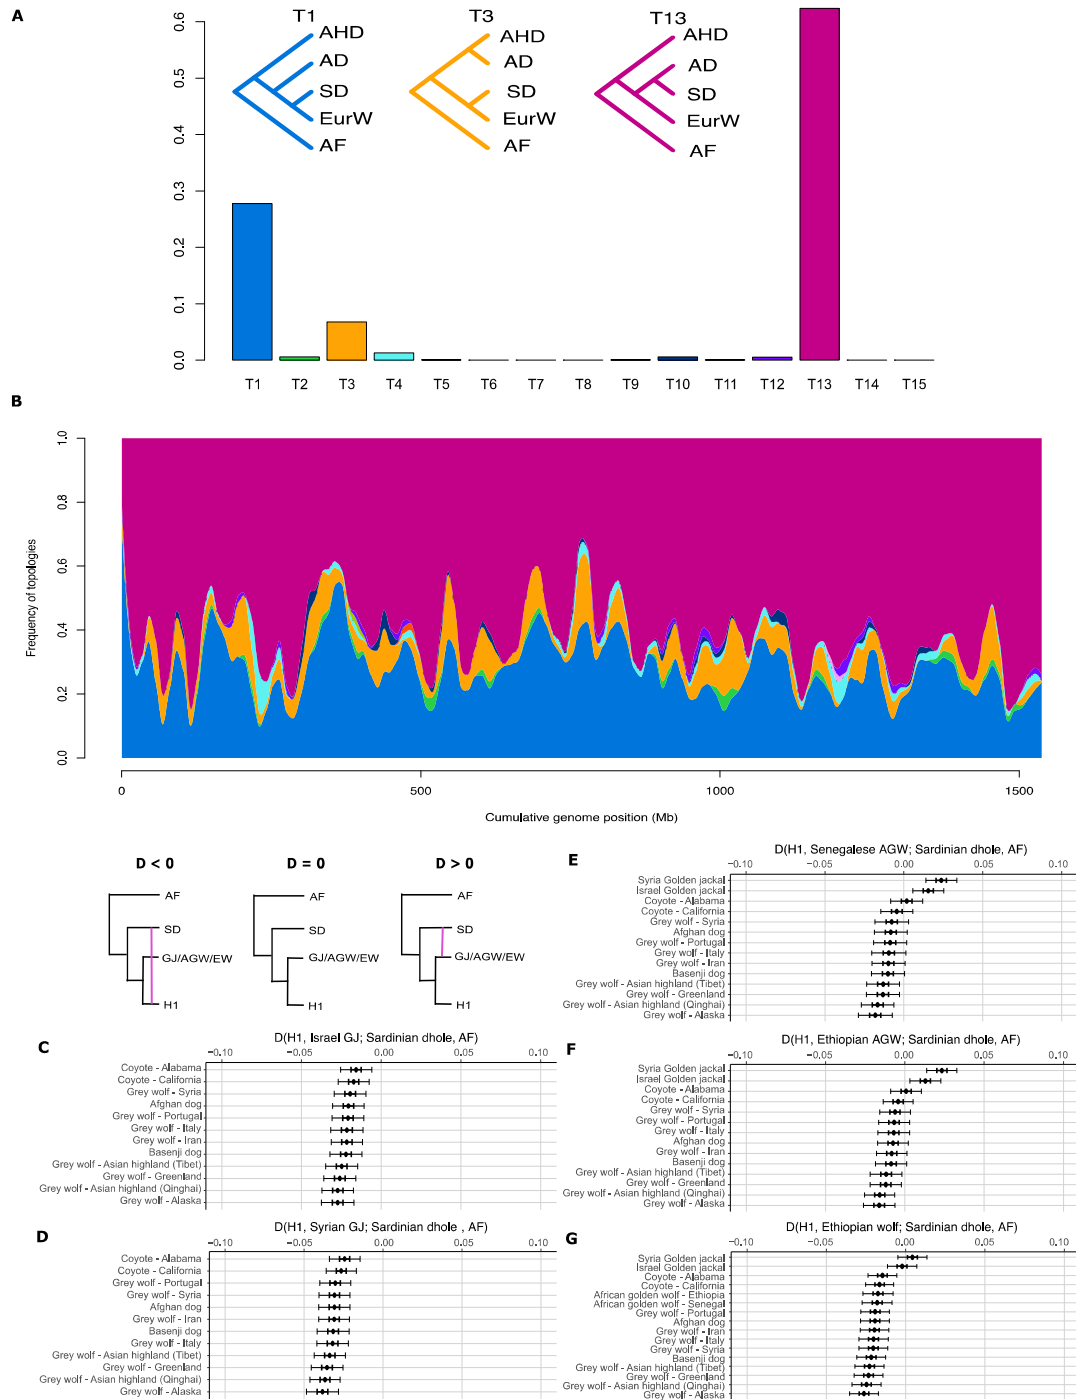 A
T1
T3
T13
AHD
AD
SD
EurW
AF
AHD
AD
SD
EurW
AF
AHD
AD
SD
EurW
AF
0.6
0.5
0.4
0.3
0.2
0.1
0.0
T1 T2 T3 T4 T5 T6 T7 T8 T9 T10 T11 T12 T13 T14 T15
B
Frequency of topologies
1.0
0.8
0.6
0.4
0.2
0.0
0 500 1000 1500
Cumulative genome position (Mb)
D < 0 D = 0 D > 0
AF
SD
GJ/AGW/EW
H1
AF
SD
GJ/AGW/EW
H1
AF
SD
GJ/AGW/EW
H1
C
D(H1, Israel GJ; Sardinian dhole, AF)
−0.10 −0.05 0.00 0.05 0.10
Coyote - Alabama
Coyote - California
Grey wolf - Syria
Afghan dog
Grey wolf - Portugal
Grey wolf - Italy
Grey wolf - Iran
Basenji dog
Grey wolf - Asian highland (Tibet)
Grey wolf - Greenland
Grey wolf - Asian highland (Qinghai)
Grey wolf - Alaska
D
D(H1, Syrian GJ; Sardinian dhole , AF)
−0.10 −0.05 0.00 0.05 0.10
Coyote - Alabama
Coyote - California
Grey wolf - Portugal
Grey wolf - Syria
Afghan dog
Grey wolf - Iran
Basenji dog
Grey wolf - Italy
Grey wolf - Asian highland (Tibet)
Grey wolf - Greenland
Grey wolf - Asian highland (Qinghai)
Grey wolf - Alaska
E
D(H1, Senegalese AGW; Sardinian dhole, AF)
−0.10 −0.05 0.00 0.05 0.10
Syria Golden jackal
Israel Golden jackal
Coyote - Alabama
Coyote - California
Grey wolf - Syria
Afghan dog
Grey wolf - Portugal
Grey wolf - Italy
Grey wolf - Iran
Basenji dog
Grey wolf - Asian highland (Tibet)
Grey wolf - Greenland
Grey wolf - Asian highland (Qinghai)
Grey wolf - Alaska
F
D(H1, Ethiopian AGW; Sardinian dhole, AF)
−0.10 −0.05 0.00 0.05 0.10
Syria Golden jackal
Israel Golden jackal
Coyote - Alabama
Coyote - California
Grey wolf - Syria
Grey wolf - Portugal
Grey wolf - Italy
Afghan dog
Grey wolf - Iran
Basenji dog
Grey wolf - Asian highland (Tibet)
Grey wolf - Greenland
Grey wolf - Asian highland (Qinghai)
Grey wolf - Alaska
G
D(H1, Ethiopian wolf; Sardinian dhole, AF)
−0.10 −0.05 0.00 0.05 0.10
Syria Golden jackal
Israel Golden jackal
Coyote - Alabama
Coyote - California
African golden wolf - Ethiopia
African golden wolf - Senegal
Grey wolf - Portugal
Afghan dog
Grey wolf - Iran
Grey wolf - Italy
Grey wolf - Syria
Basenji dog
Grey wolf - Asian highland (Tibet)
Grey wolf - Greenland
Grey wolf - Asian highland (Qinghai)
Grey wolf - Alaska